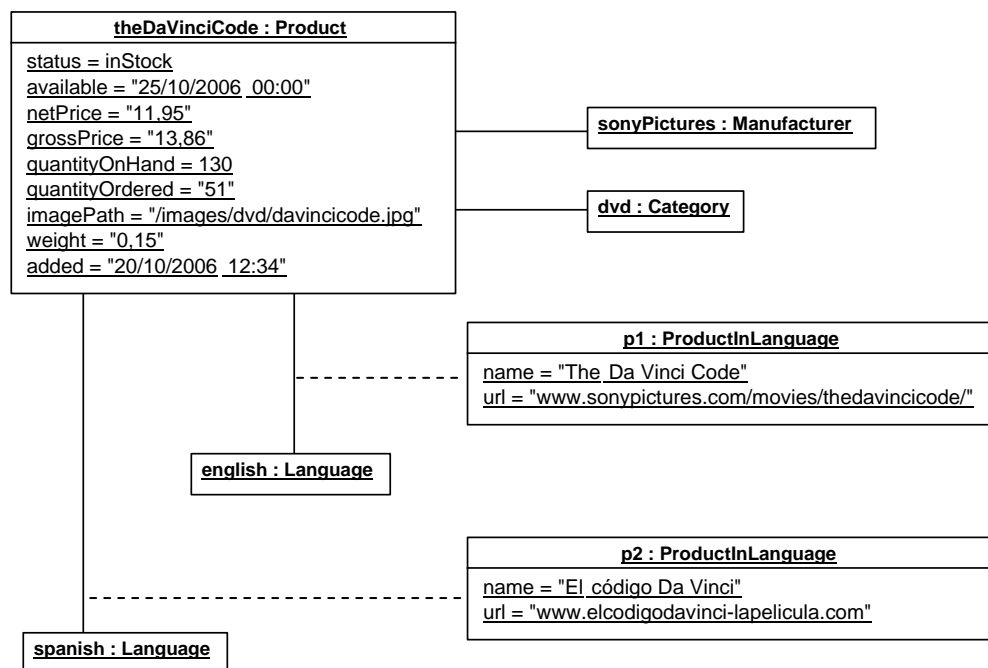 theDaVinciCode : Product
status = inStock
available = "25/10/2006 00:00"
netPrice = "11,95"
grossPrice = "13,86"
quantityOnHand = 130
quantityOrdered = "51"
imagePath = "/images/dvd/davincicode.jpg"
weight = "0,15"
added = "20/10/2006 12:34"
sonyPictures : Manufacturer
dvd : Category
p1 : ProductInLanguage
name = "The Da Vinci Code"
url = "www.sonypictures.com/movies/thedavincicode/"
english : Language
p2 : ProductInLanguage
name = "El código Da Vinci"
url = "www.elcodigodavinci-lapelicula.com"
spanish : Language